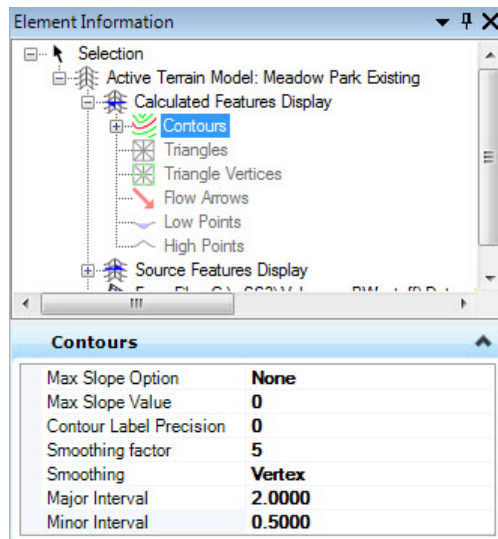 Element Information
Selection
Active Terrain Model: Meadow Park Existing
Calculated Features Display
Contours
Triangles
Triangle Vertices
Flow Arrows
Low Points
High Points
Source Features Display
Contours
Max Slope Option None
Max Slope Value 0
Contour Label Precision 0
Smoothing factor 5
Smoothing Vertex
Major Interval 2.0000
Minor Interval 0.5000